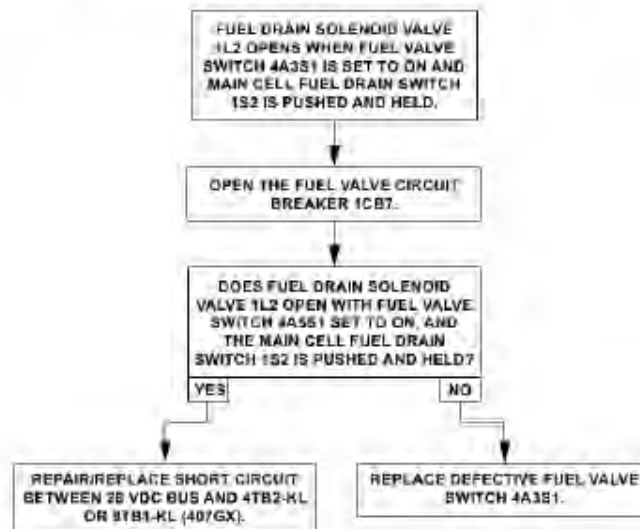 FUEL DRAIN SOLENOID VALVE
1L2 OPENS WHEN FUEL VALVE
SWITCH 4A3S1 IS SET TO ON AND
MAIN CELL FUEL DRAIN SWITCH
1S2 IS PUSHED AND HELD.
OPEN THE FUEL VALVE CIRCUIT
BREAKER 1CB7.
DOES FUEL DRAIN SOLENOID
VALVE 1L2 OPEN WITH FUEL VALVE
SWITCH 4A5S1 SET TO ON, AND
THE MAIN CELL FUEL DRAIN
SWITCH 1S2 IS PUSHED AND HELD?
YES
NO
REPAIR/REPLACE SHORT CIRCUIT
BETWEEN 28 VDC BUS AND 4TB2-KL
OR 8TB1-KL (407GX).
REPLACE DEFECTIVE FUEL VALVE
SWITCH 4A3S1.